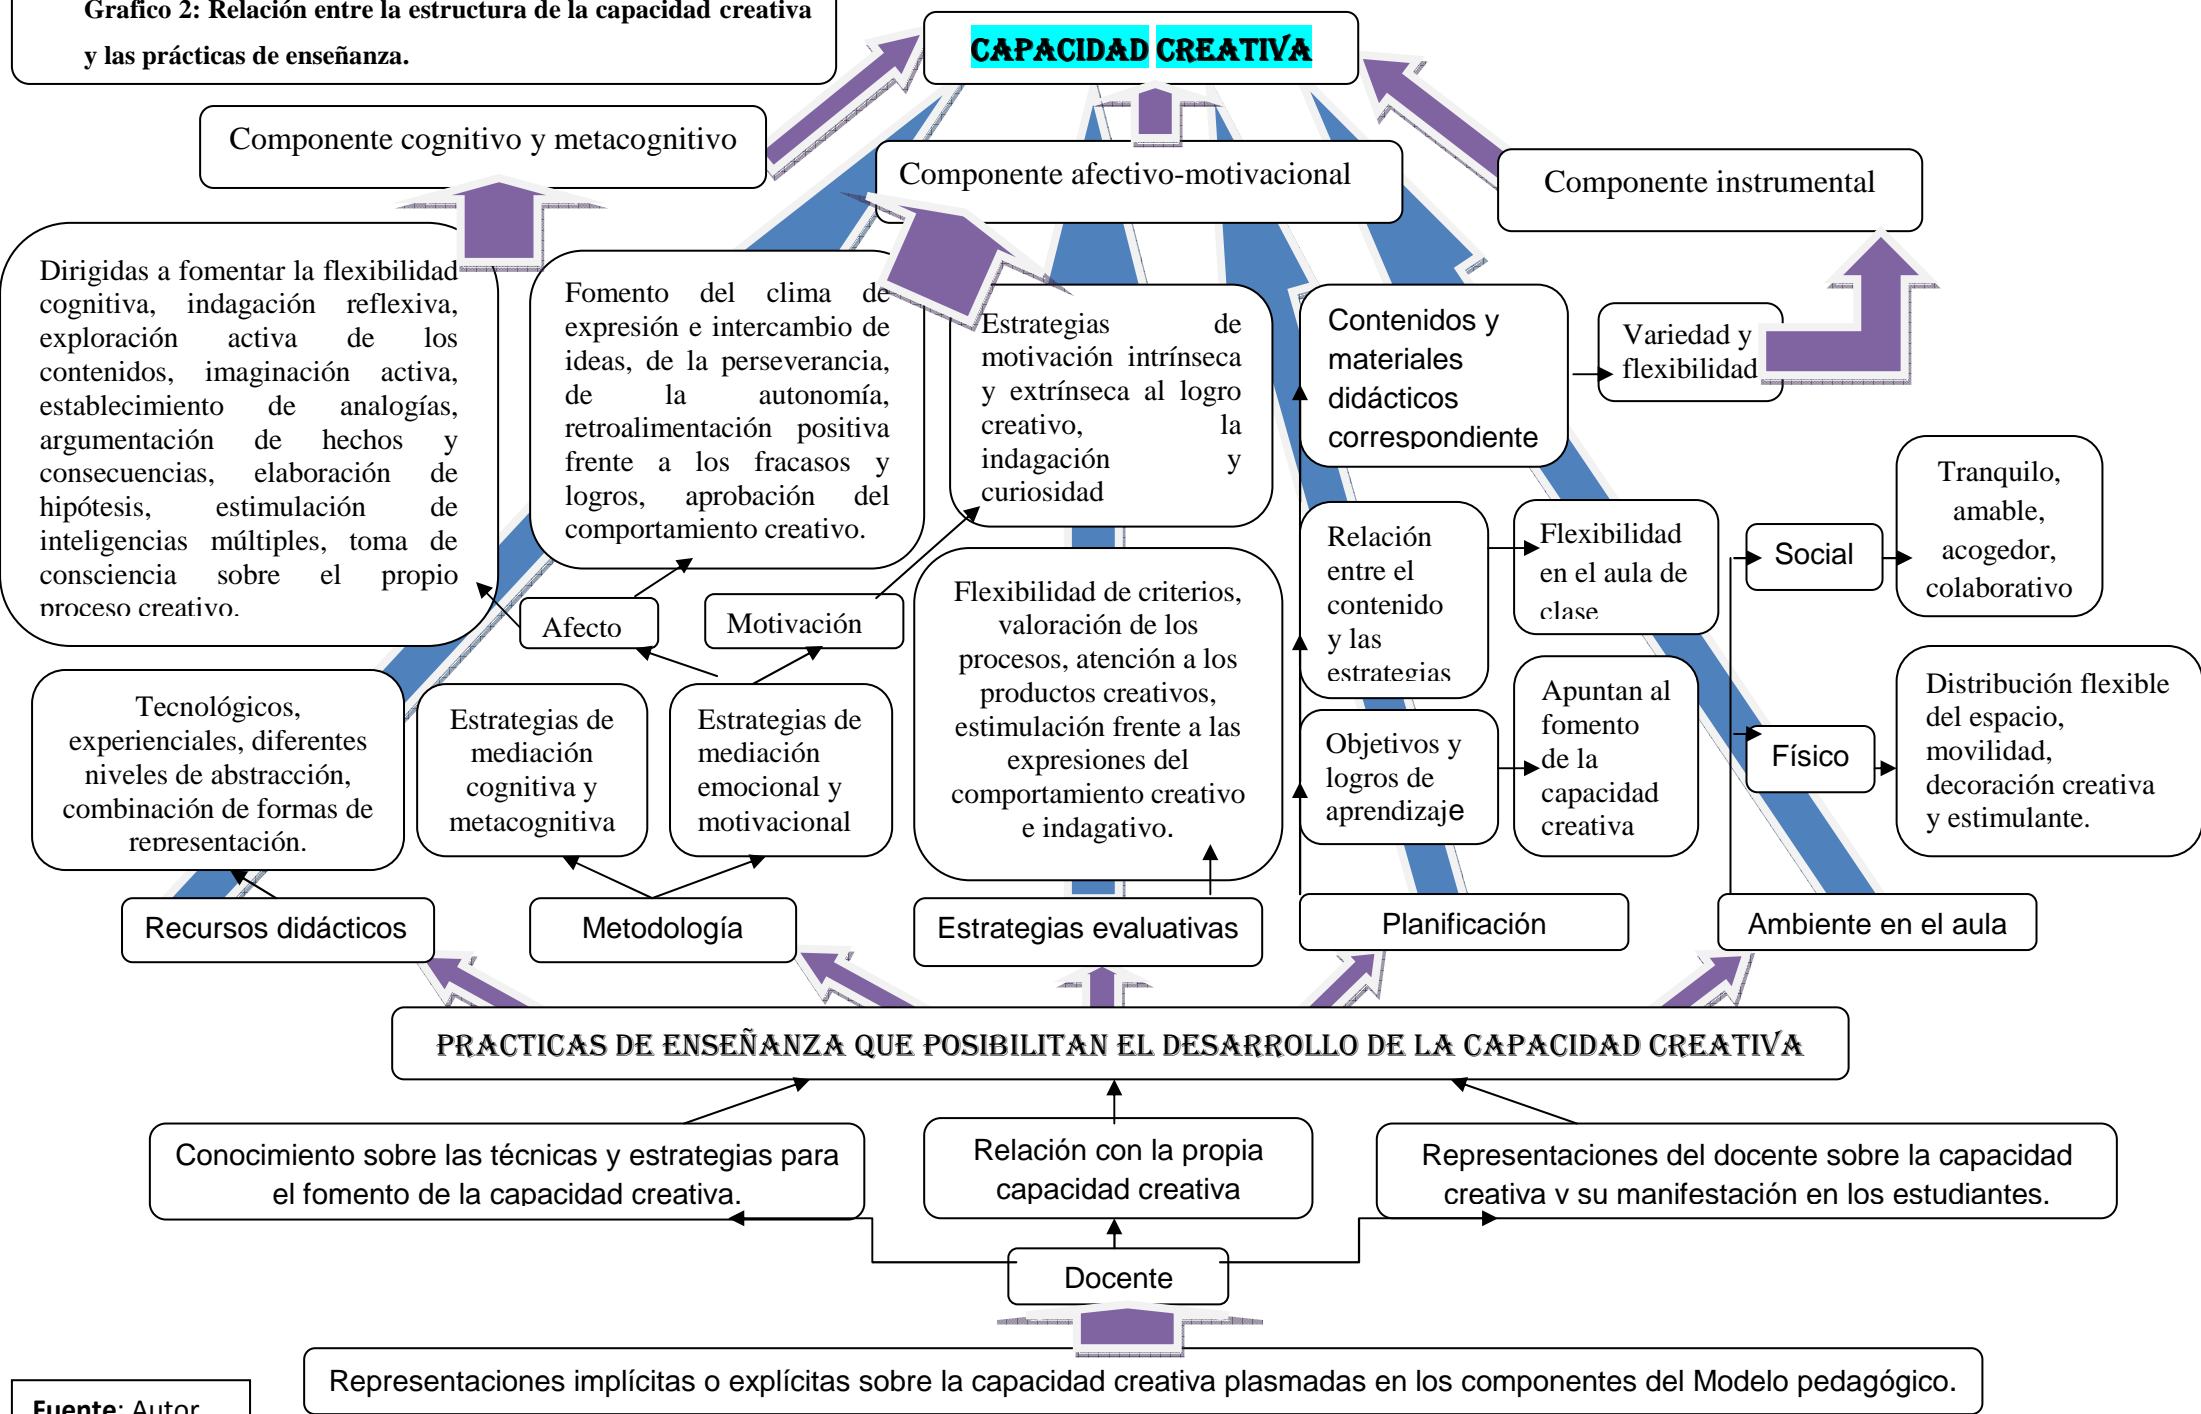 Grafico 2: Relación entre la estructura de la capacidad creativa
y las prácticas de enseñanza.
CAPACIDAD CREATIVA
Componente cognitivo y metacognitivo
Componente afectivo-motivacional
Componente instrumental
Dirigidas a fomentar la flexibilidad
cognitiva, indagación reflexiva,
exploración activa de los
contenidos, imaginación activa,
establecimiento de analogías,
argumentación de hechos y
consecuencias, elaboración de
hipótesis, estimulación de
inteligencias múltiples, toma de
consciencia sobre el propio
proceso creativo.
Fomento del clima de
expresión e intercambio de
ideas, de la perseverancia,
de la autonomía,
retroalimentación positiva
frente a los fracasos y
logros, aprobación del
comportamiento creativo.
Estrategias de
motivación intrínseca
y extrínseca al logro
creativo, la
indagación y
curiosidad
Contenidos y
materiales
didácticos
correspondiente
Variedad y
flexibilidad
Relación
entre el
contenido
y las
estrategias
Flexibilidad
en el aula de
clase
Social
Tranquilo,
amable,
acogedor,
colaborativo
Afecto
Motivación
Flexibilidad de criterios,
valoración de los
procesos, atención a los
productos creativos,
estimulación frente a las
expresiones del
comportamiento creativo
e indagativo.
Tecnológicos,
experienciales, diferentes
niveles de abstracción,
combinación de formas de
representación.
Estrategias de
mediación
cognitiva y
metacognitiva
Estrategias de
mediación
emocional y
motivacional
Objetivos y
logros de
aprendizaje
Apuntan al
fomento
de la
capacidad
creativa
Físico
Distribución flexible
del espacio,
movilidad,
decoración creativa
y estimulante.
Recursos didácticos
Metodología
Estrategias evaluativas
Planificación
Ambiente en el aula
PRACTICAS DE ENSEÑANZA QUE POSIBILITAN EL DESARROLLO DE LA CAPACIDAD CREATIVA
Conocimiento sobre las técnicas y estrategias para
el fomento de la capacidad creativa.
Relación con la propia
capacidad creativa
Representaciones del docente sobre la capacidad
creativa y su manifestación en los estudiantes.
Docente
Representaciones implícitas o explícitas sobre la capacidad creativa plasmadas en los componentes del Modelo pedagógico.
Fuente: Autor